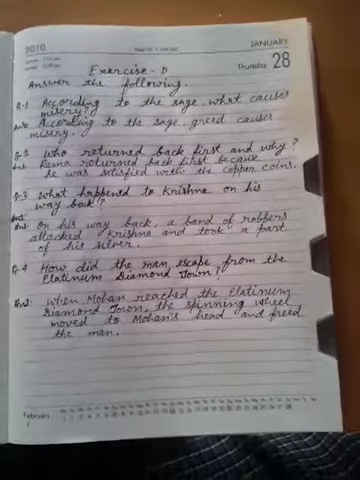 2010
JANUARY
Thursday 28
Exercise - D
Answer the following.
Q-1 According to the sage, what causes
misery?
Ans: According to the sage, greed causes
misery.
Q-2 Who returned back first and why?
Ans: Rema returned back first because
he was satisfied with the copper coins.
Q-3 What happened to Krishna on his
way back?
Ans:
Ans: On his way back, a band of robbers
attacked Krishna and took a part
of his silver.
Q-4 How did the man escape from the
Platinum Diamond Town?
Ans: When Mohan reached the Platinum
Diamond Town, the spinning wheel
moved to Mohan's head and freed
the man.
February